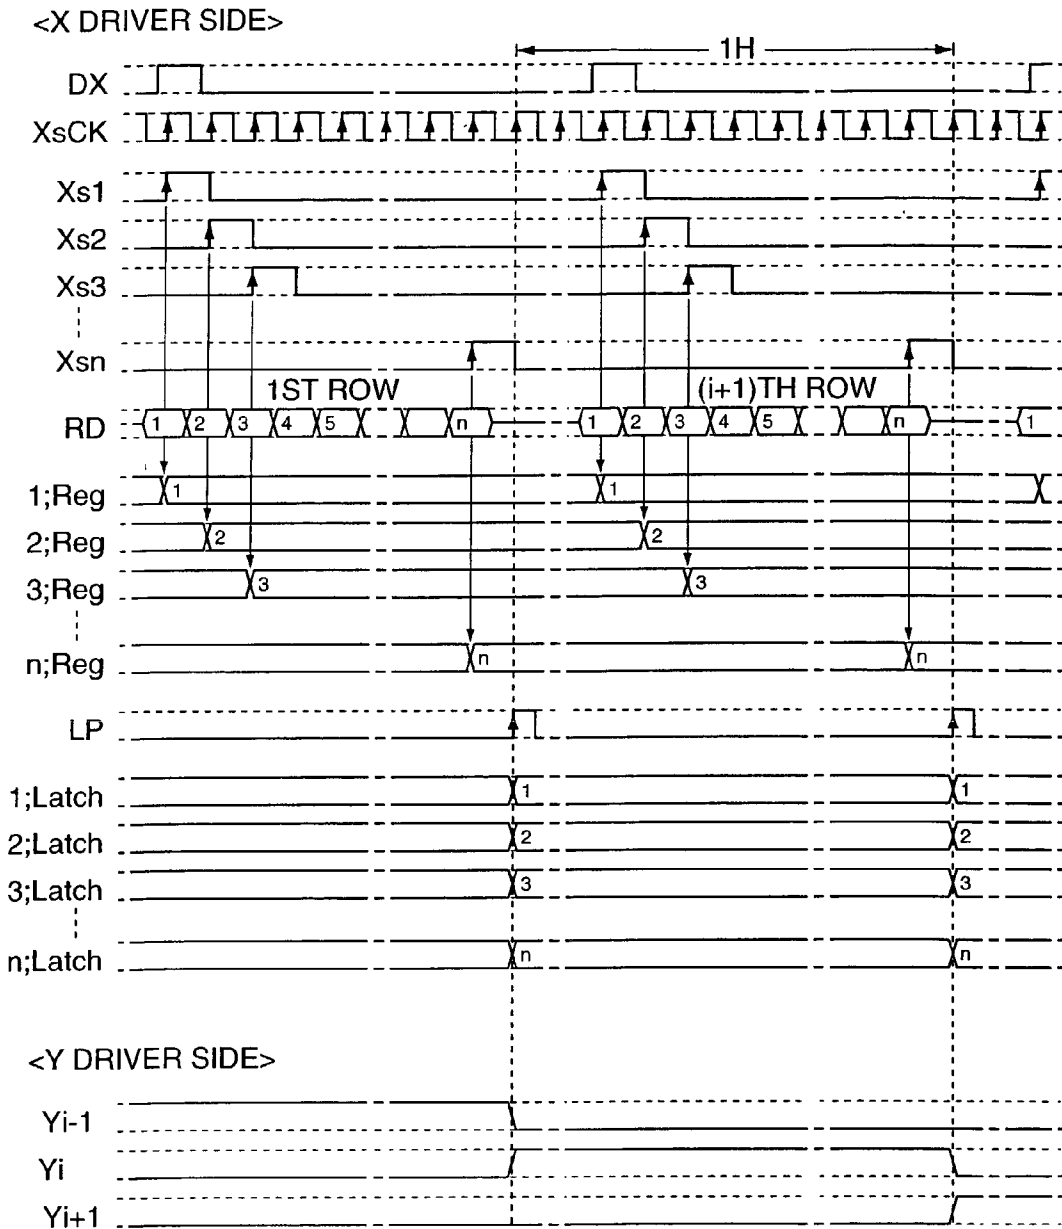 <X DRIVER SIDE>
1H
DX
XsCK
Xs1
Xs2
Xs3
Xsn
1ST ROW (i+1)TH ROW
RD 1 2 3 4 5 n 1 2 3 4 5 n 1
1;Reg 1 1
2;Reg 2 2
3;Reg 3 3
n;Reg n n
LP
1;Latch 1 1
2;Latch 2 2
3;Latch 3 3
n;Latch n n
<Y DRIVER SIDE>
Yi-1
Yi
Yi+1